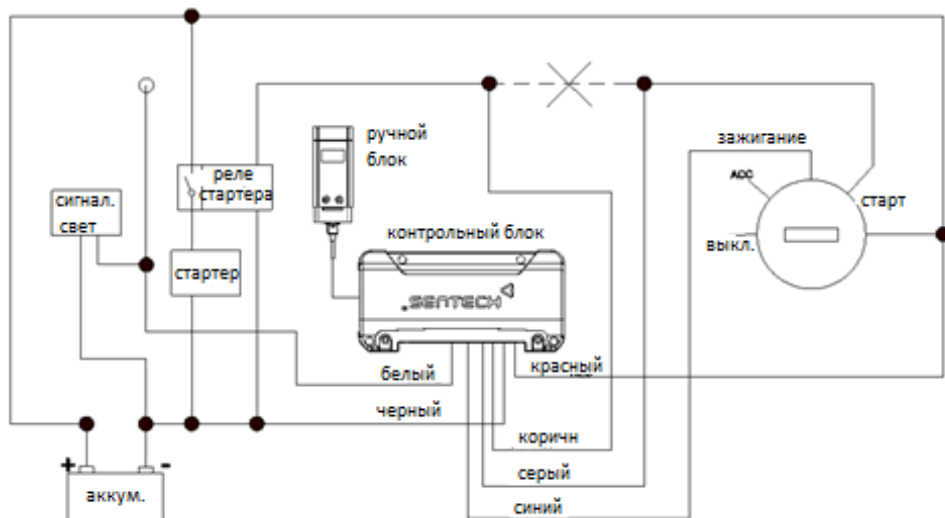 ручной
блок
зажигание
ACC
реле
стартера
сигнал.
свет
старт
контрольный блок
выкл.
стартер
SENTECH
красный
белый
черный
коричн
серый
+ -
аккум.
синий